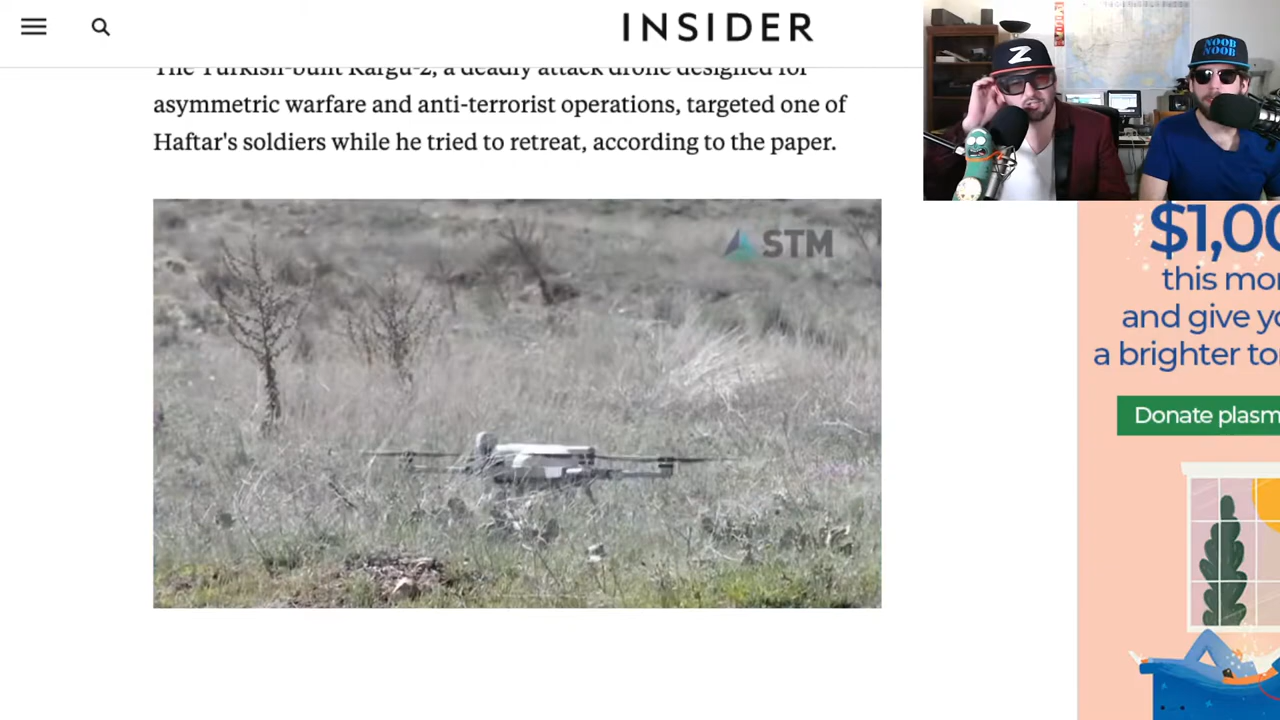 INSIDER
The Turkish-built Kargu-2, a deadly attack drone designed for
asymmetric warfare and anti-terrorist operations, targeted one of
Haftar's soldiers while he tried to retreat, according to the paper.
STM
Z
NOOB
NOOB
$1,00
this mor
and give yo
a brighter to
Donate plasm